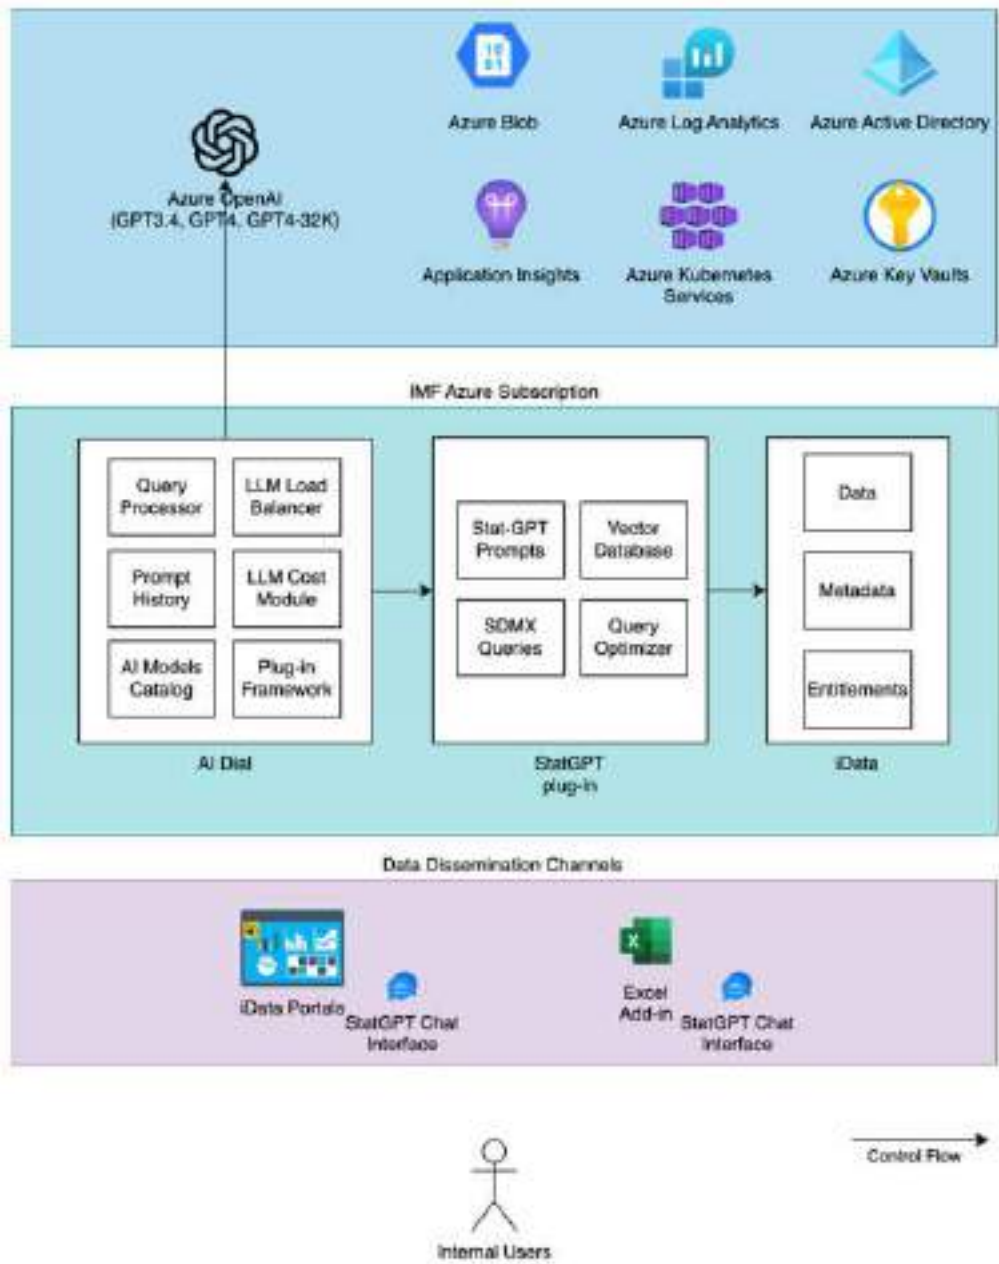 Azure Blob
Azure Log Analytics
Azure Active Directory
Azure OpenAI
(GPT3.4, GPT4, GPT4-32K)
Application Insights
Azure Kubernetes
Services
Azure Key Vaults
IMF Azure Subscription
Query
Processor
LLM Load
Balancer
Prompt
History
LLM Cost
Module
AI Models
Catalog
Plug-in
Framework
AI Dial
Stat-GPT
Prompts
Vector
Database
SDMX
Queries
Query
Optimizer
StatGPT
plug-in
Data
Metadata
Entitlements
iData
Data Dissemination Channels
iData Portals
StatGPT Chat
Interface
Excel
Add-in
StatGPT Chat
Interface
Control Flow
Internal Users